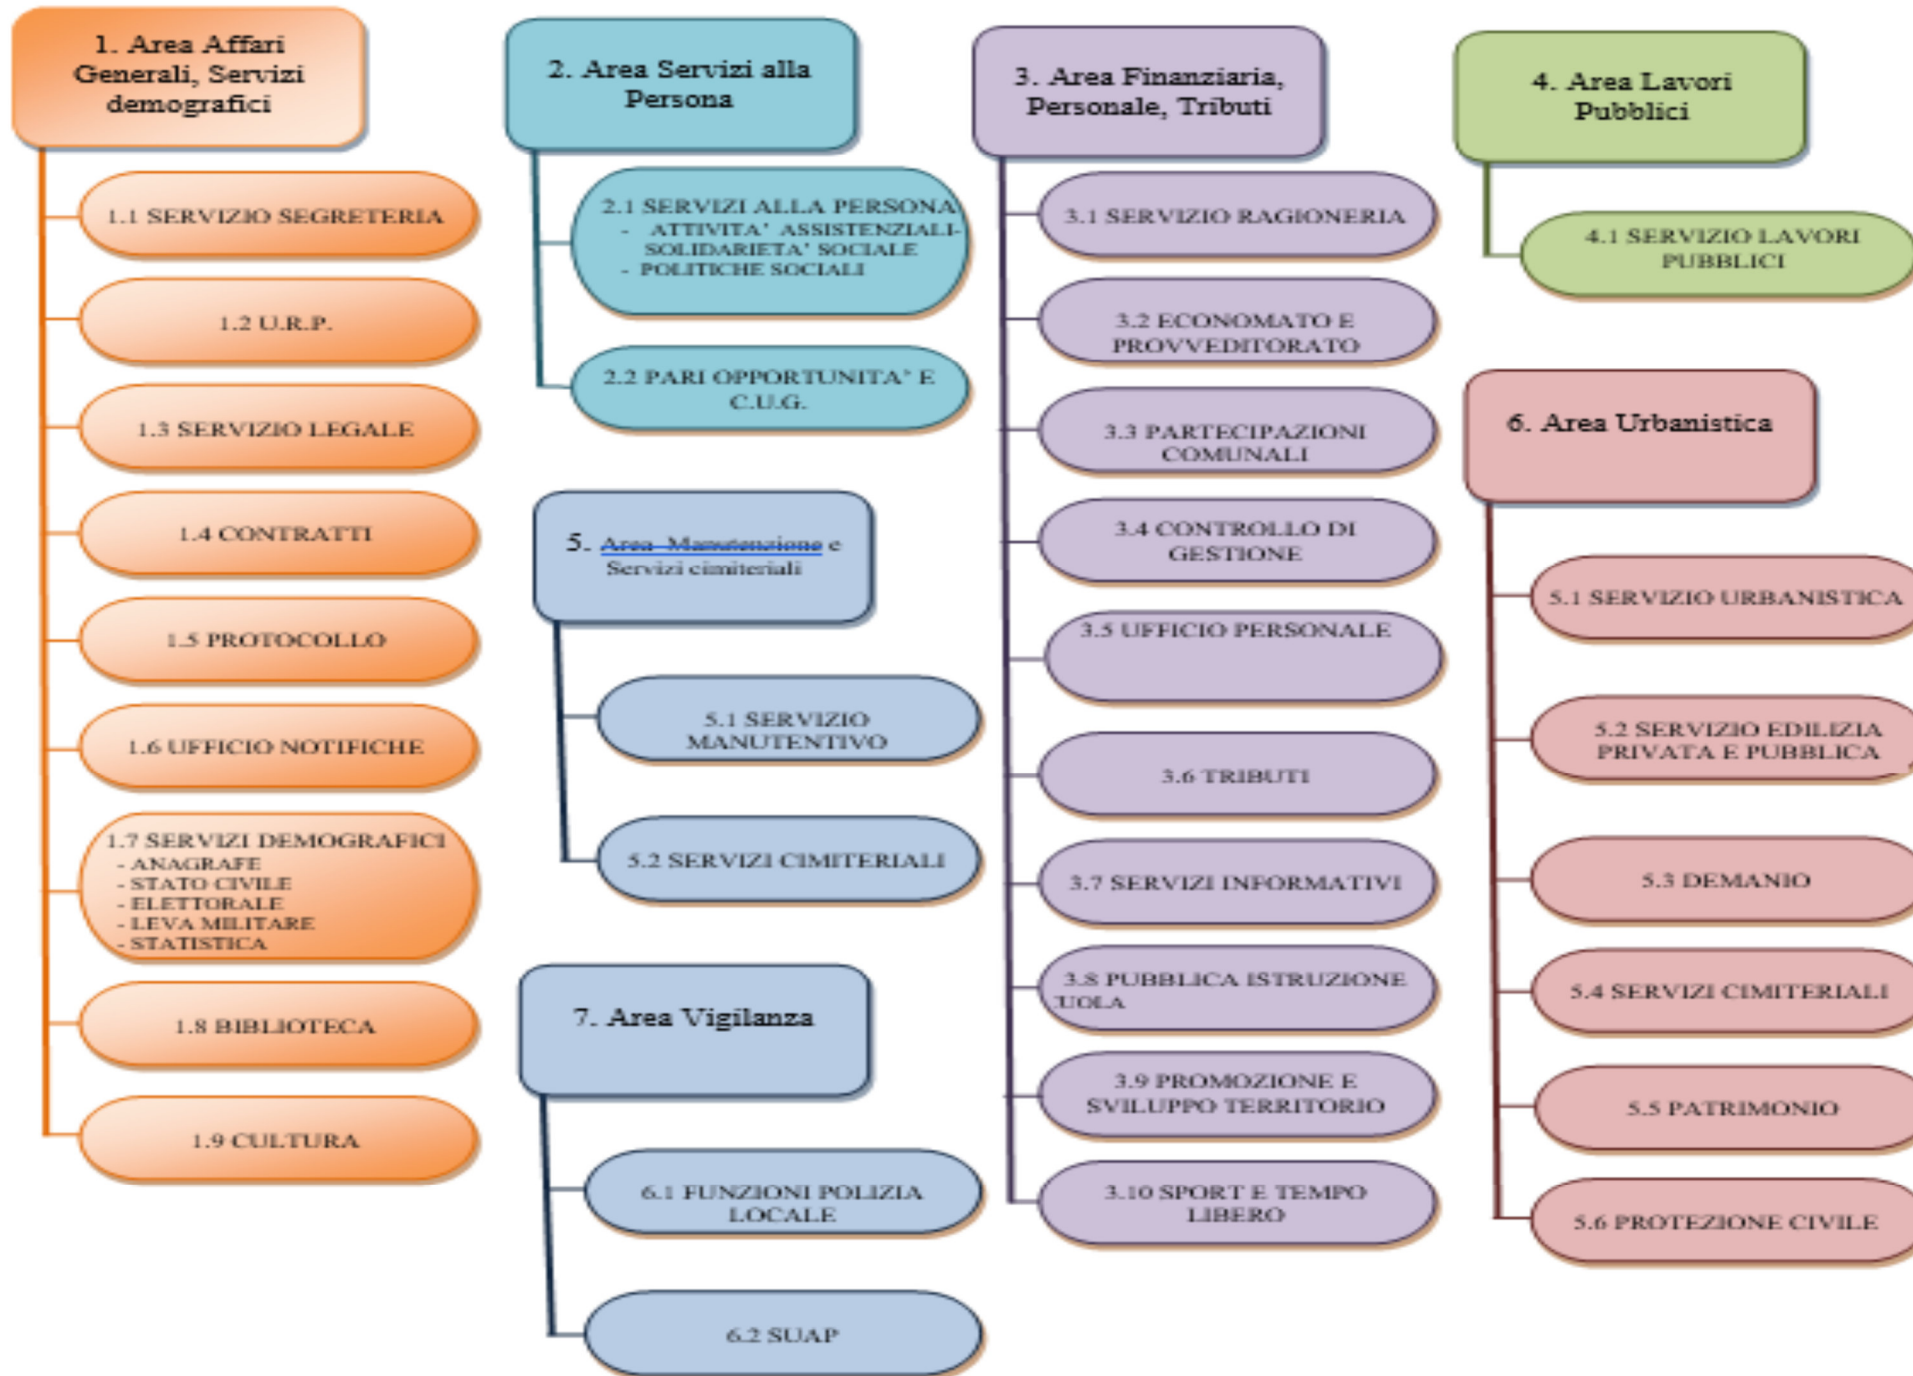 1. Area Affari
Generali, Servizi
demografici
1.1 SERVIZIO SEGRETERIA
1.2 U.R.P.
1.3 SERVIZIO LEGALE
1.4 CONTRATTI
1.5 PROTOCOLLO
1.6 UFFICIO NOTIFICHE
1.7 SERVIZI DEMOGRAFICI
- ANAGRAFE
- STATO CIVILE
- ELETTORALE
- LEVA MILITARE
- STATISTICA
1.8 BIBLIOTECA
1.9 CULTURA
2. Area Servizi alla
Persona
2.1 SERVIZI ALLA PERSONA
- ATTIVITA' ASSISTENZIALI-
SOLIDARIETA' SOCIALE
- POLITICHE SOCIALI
2.2 PARI OPPORTUNITA' E
C.U.G.
5. Area Manutenzione e
Servizi cimiteriali
5.1 SERVIZIO
MANUTENTIVO
5.2 SERVIZI CIMITERIALI
7. Area Vigilanza
6.1 FUNZIONI POLIZIA
LOCALE
6.2 SUAP
3. Area Finanziaria,
Personale, Tributi
3.1 SERVIZIO RAGIONERIA
3.2 ECONOMATO E
PROVVEDITORATO
3.3 PARTECIPAZIONI
COMUNALI
3.4 CONTROLLO DI
GESTIONE
3.5 UFFICIO PERSONALE
3.6 TRIBUTI
3.7 SERVIZI INFORMATIVI
3.8 PUBBLICA ISTRUZIONE
UOLA
3.9 PROMOZIONE E
SVILUPPO TERRITORIO
3.10 SPORT E TEMPO
LIBERO
4. Area Lavori
Pubblici
4.1 SERVIZIO LAVORI
PUBBLICI
6. Area Urbanistica
5.1 SERVIZIO URBANISTICA
5.2 SERVIZIO EDILIZIA
PRIVATA E PUBBLICA
5.3 DEMANIO
5.4 SERVIZI CIMITERIALI
5.5 PATRIMONIO
5.6 PROTEZIONE CIVILE